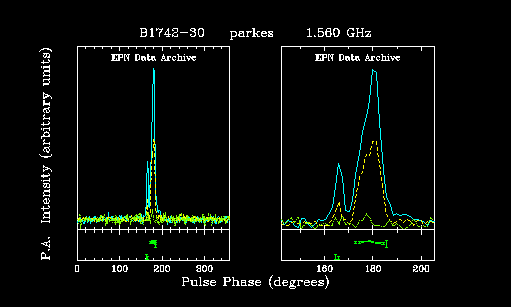 B1742-30 parkes 1.560 GHz
EPN Data Archive EPN Data Archive
P.A. Intensity (arbitrary units)
0 100 200 300 160 180 200
Pulse Phase (degrees)